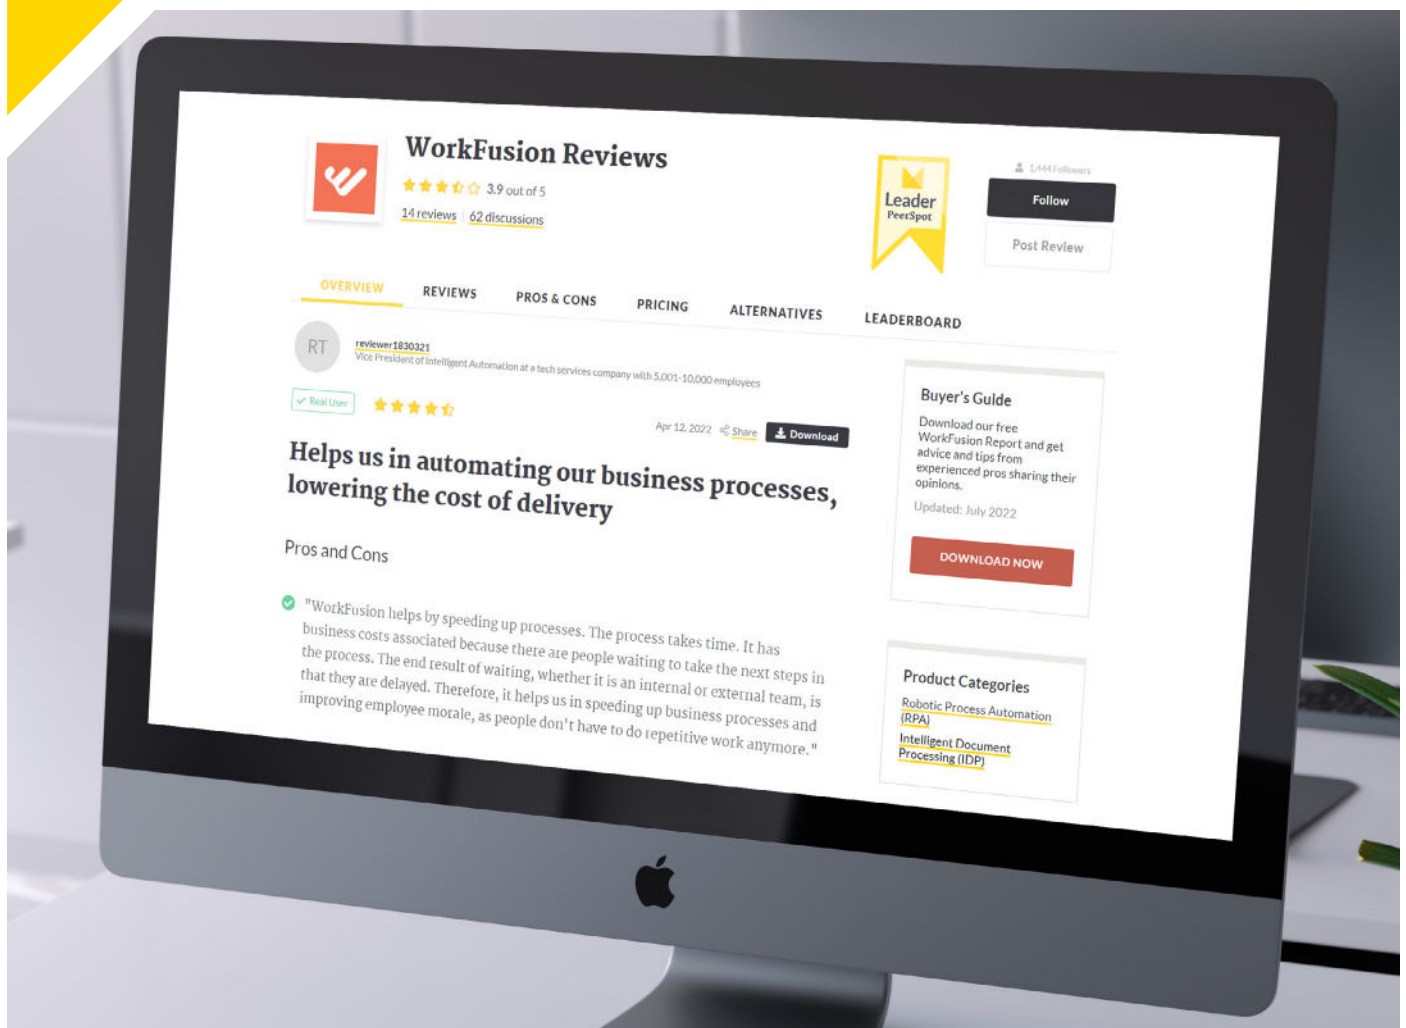 WorkFusion Reviews
3.9 out of 5
14 reviews | 62 discussions
Leader
PeerSpot
1,444 Followers
Follow
Post Review
OVERVIEW REVIEWS PROS & CONS PRICING ALTERNATIVES LEADERBOARD
RT
reviewer1830321
Vice President of Intelligent Automation at a tech services company with 5,001-10,000 employees
Real User
Apr 12, 2022 Share Download
Helps us in automating our business processes,
lowering the cost of delivery
Pros and Cons
"WorkFusion helps by speeding up processes. The process takes time. It has
business costs associated because there are people waiting to take the next steps in
the process. The end result of waiting, whether it is an internal or external team, is
that they are delayed. Therefore, it helps us in speeding up business processes and
improving employee morale, as people don't have to do repetitive work anymore."
Buyer's Guide
Download our free
WorkFusion Report and get
advice and tips from
experienced pros sharing their
opinions.
Updated: July 2022
DOWNLOAD NOW
Product Categories
Robotic Process Automation
(RPA)
Intelligent Document
Processing (IDP)